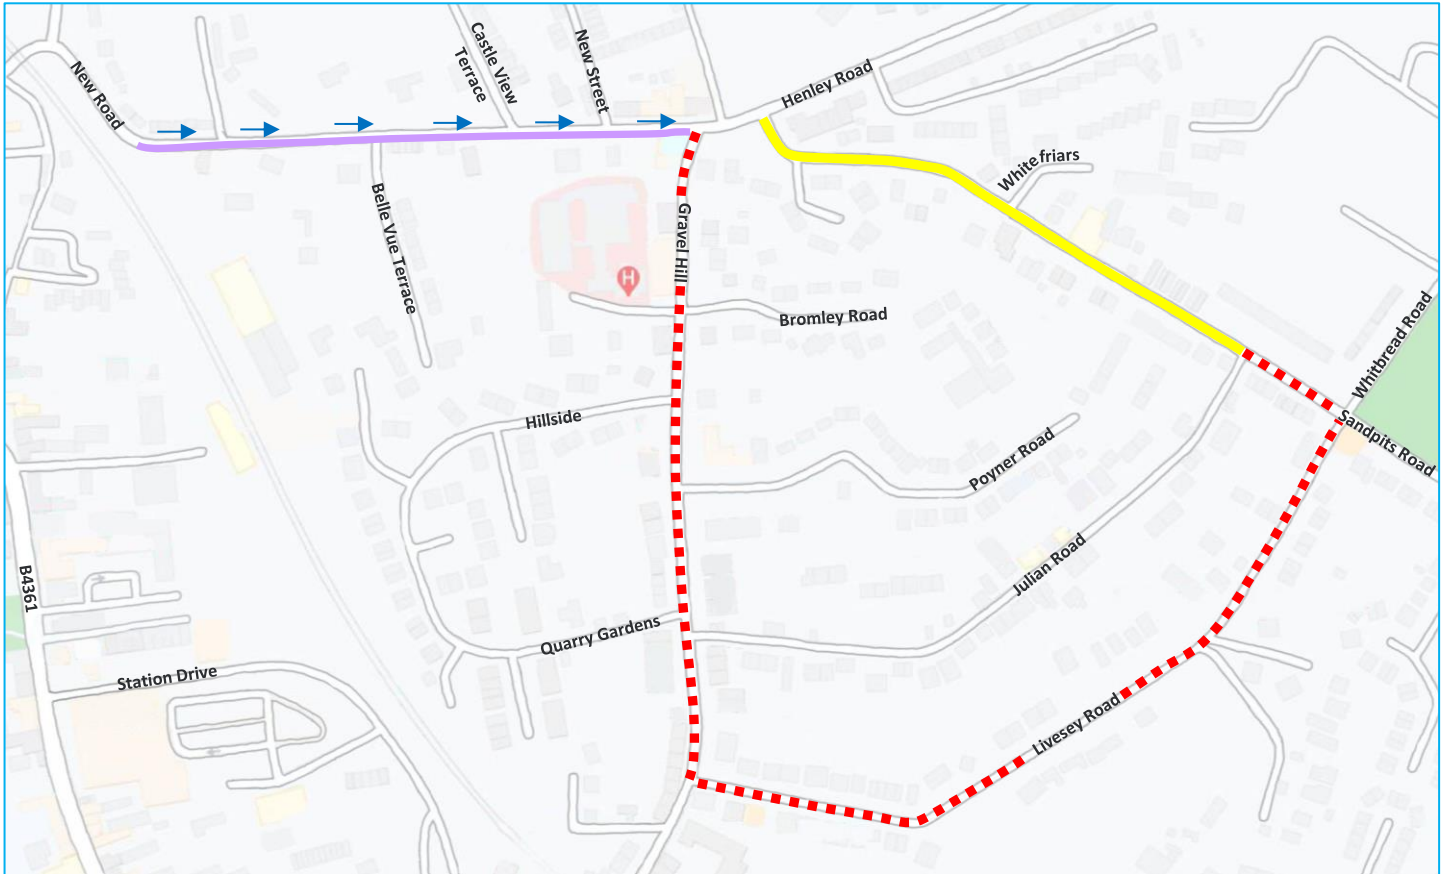 New Road
Castle View
Terrace
New Street
Henley Road
Whitefriars
Belle Vue Terrace
Gravel Hill
H
Bromley Road
Whitbread Road
Sandpits Road
Hillside
Poyner Road
Julian Road
B4361
Quarry Gardens
Station Drive
Livesey Road